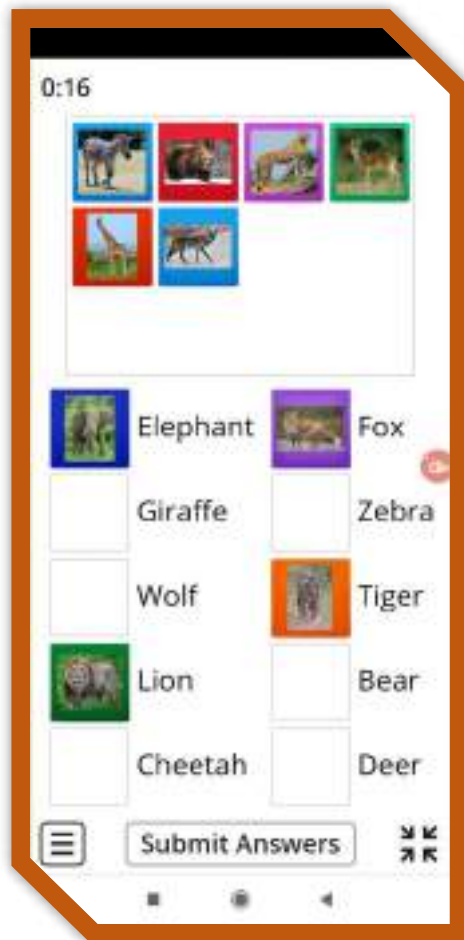 0:16
Elephant Fox
Giraffe Zebra
Wolf Tiger
Lion Bear
Cheetah Deer
Submit Answers